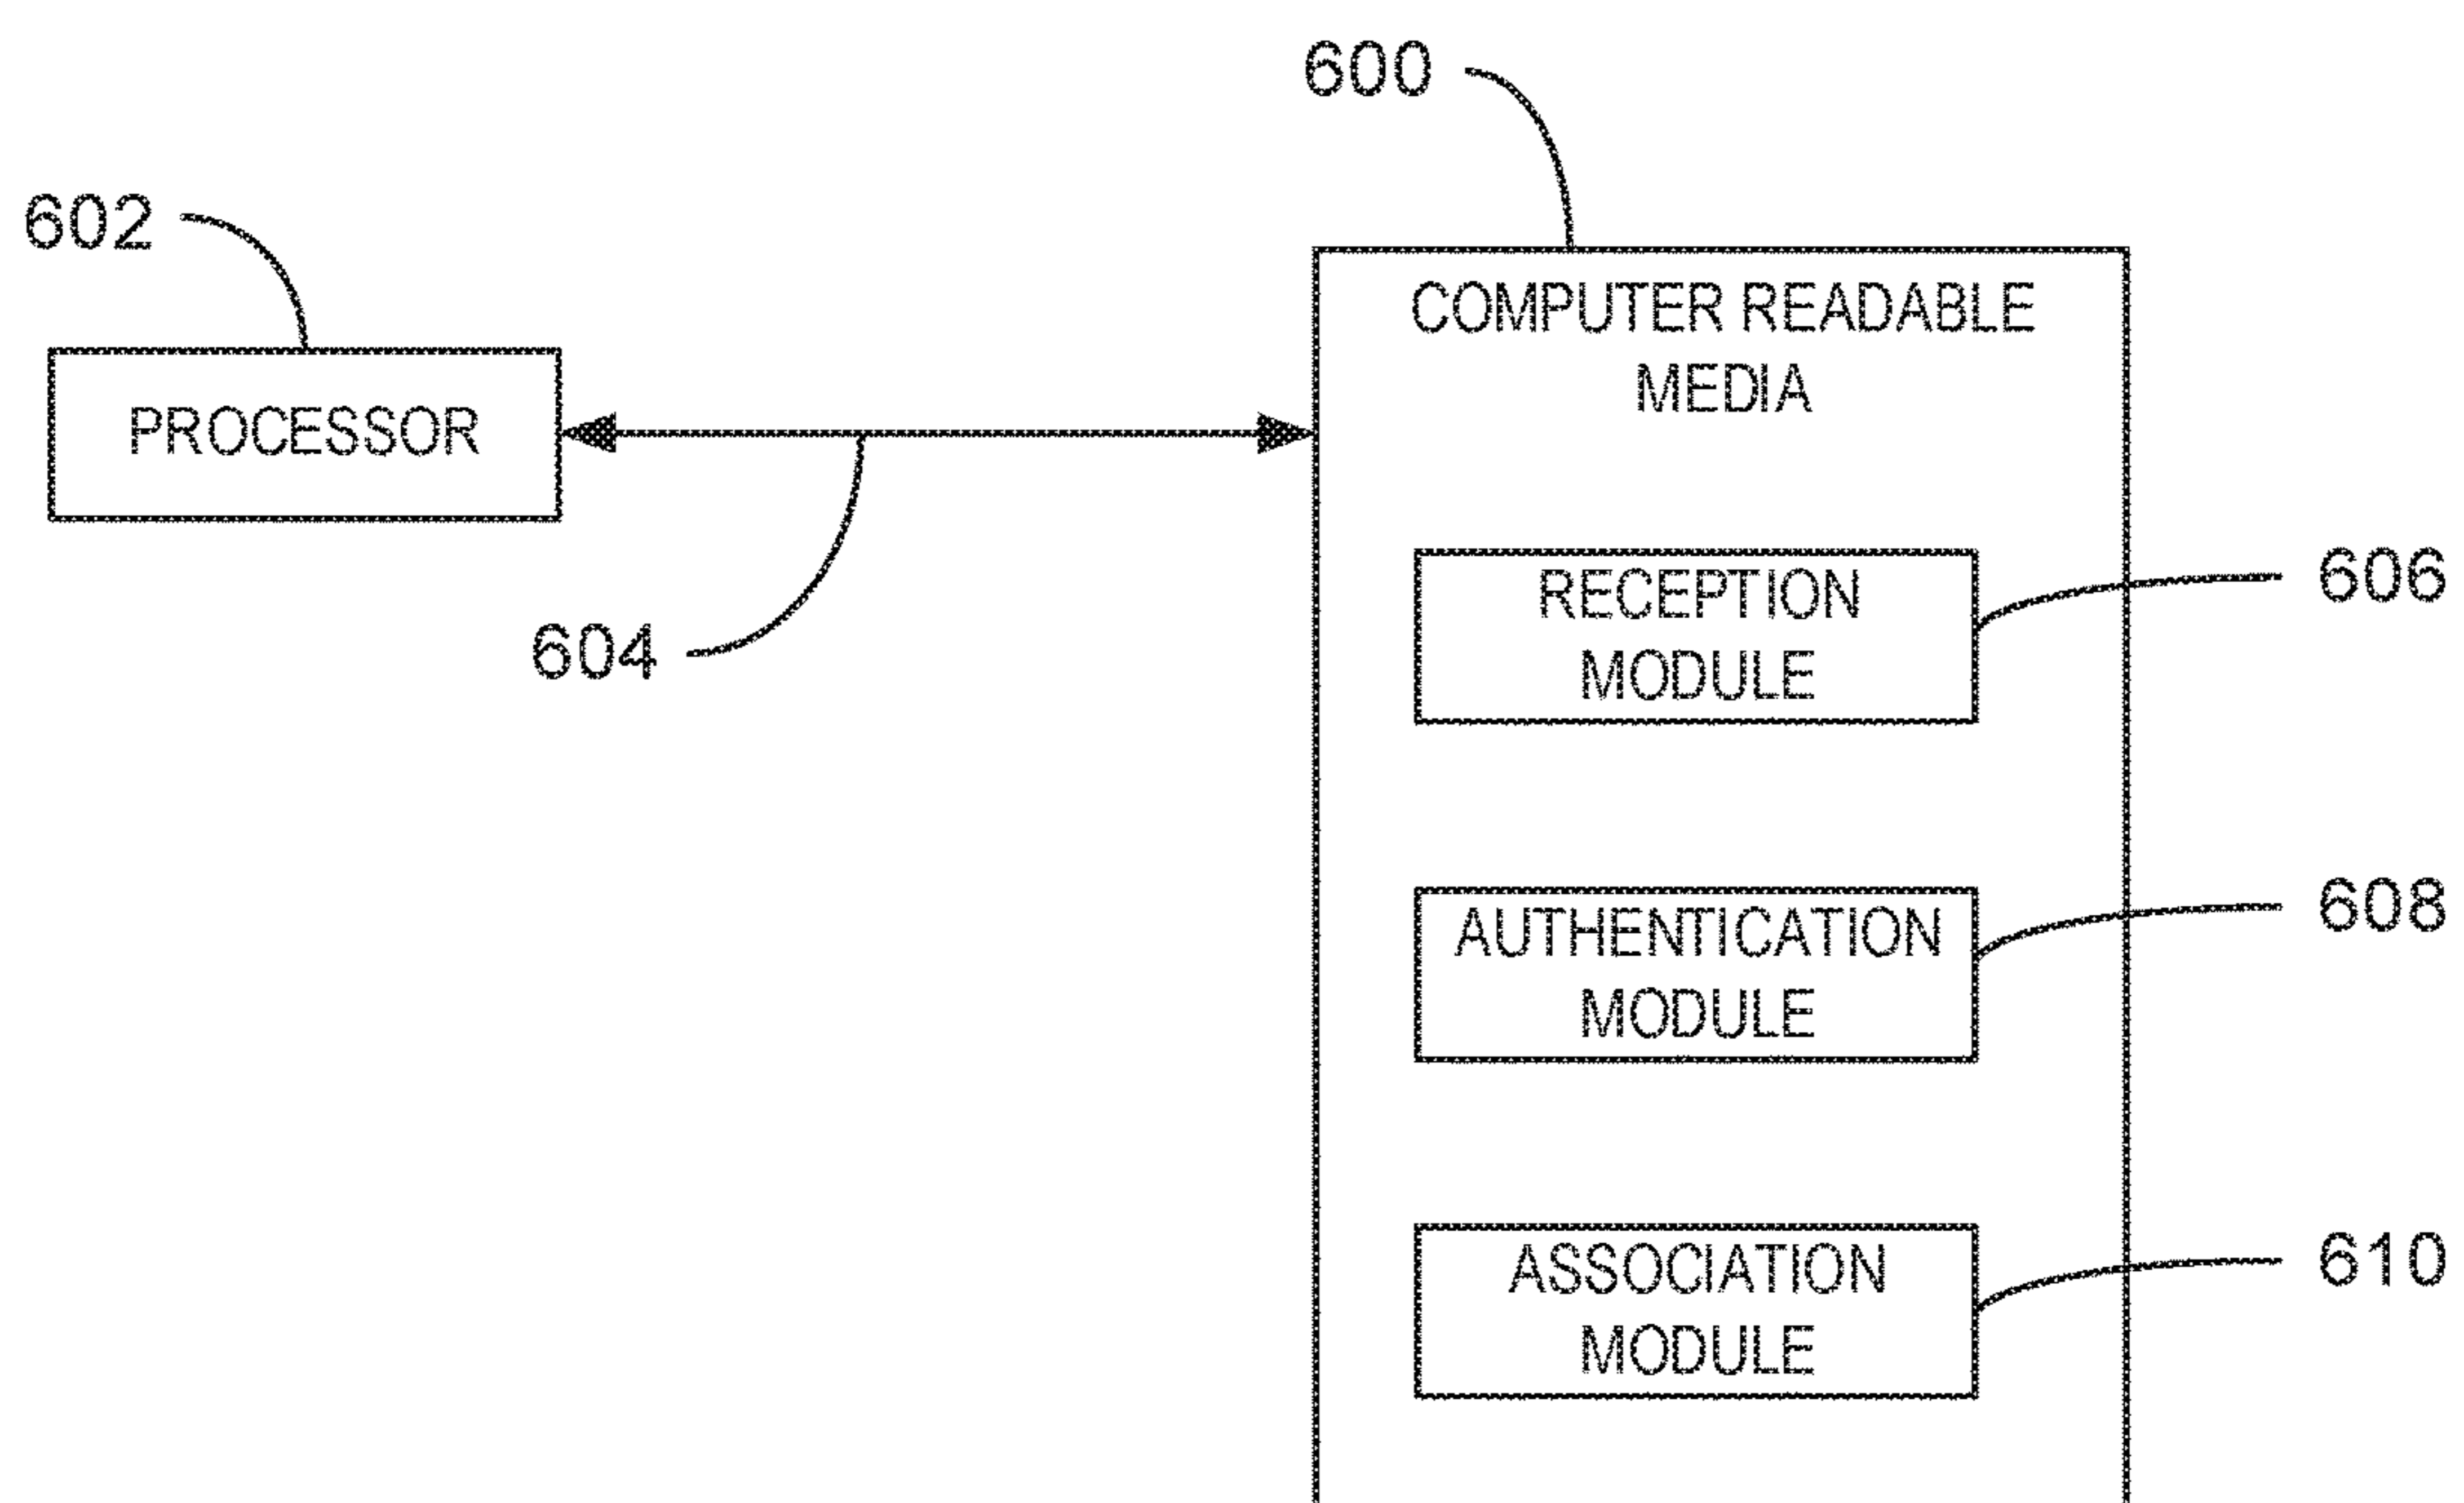 600
602
COMPUTER READABLE
MEDIA
PROCESSOR
604
RECEPTION
MODULE
606
AUTHENTICATION
MODULE
608
ASSOCIATION
MODULE
610